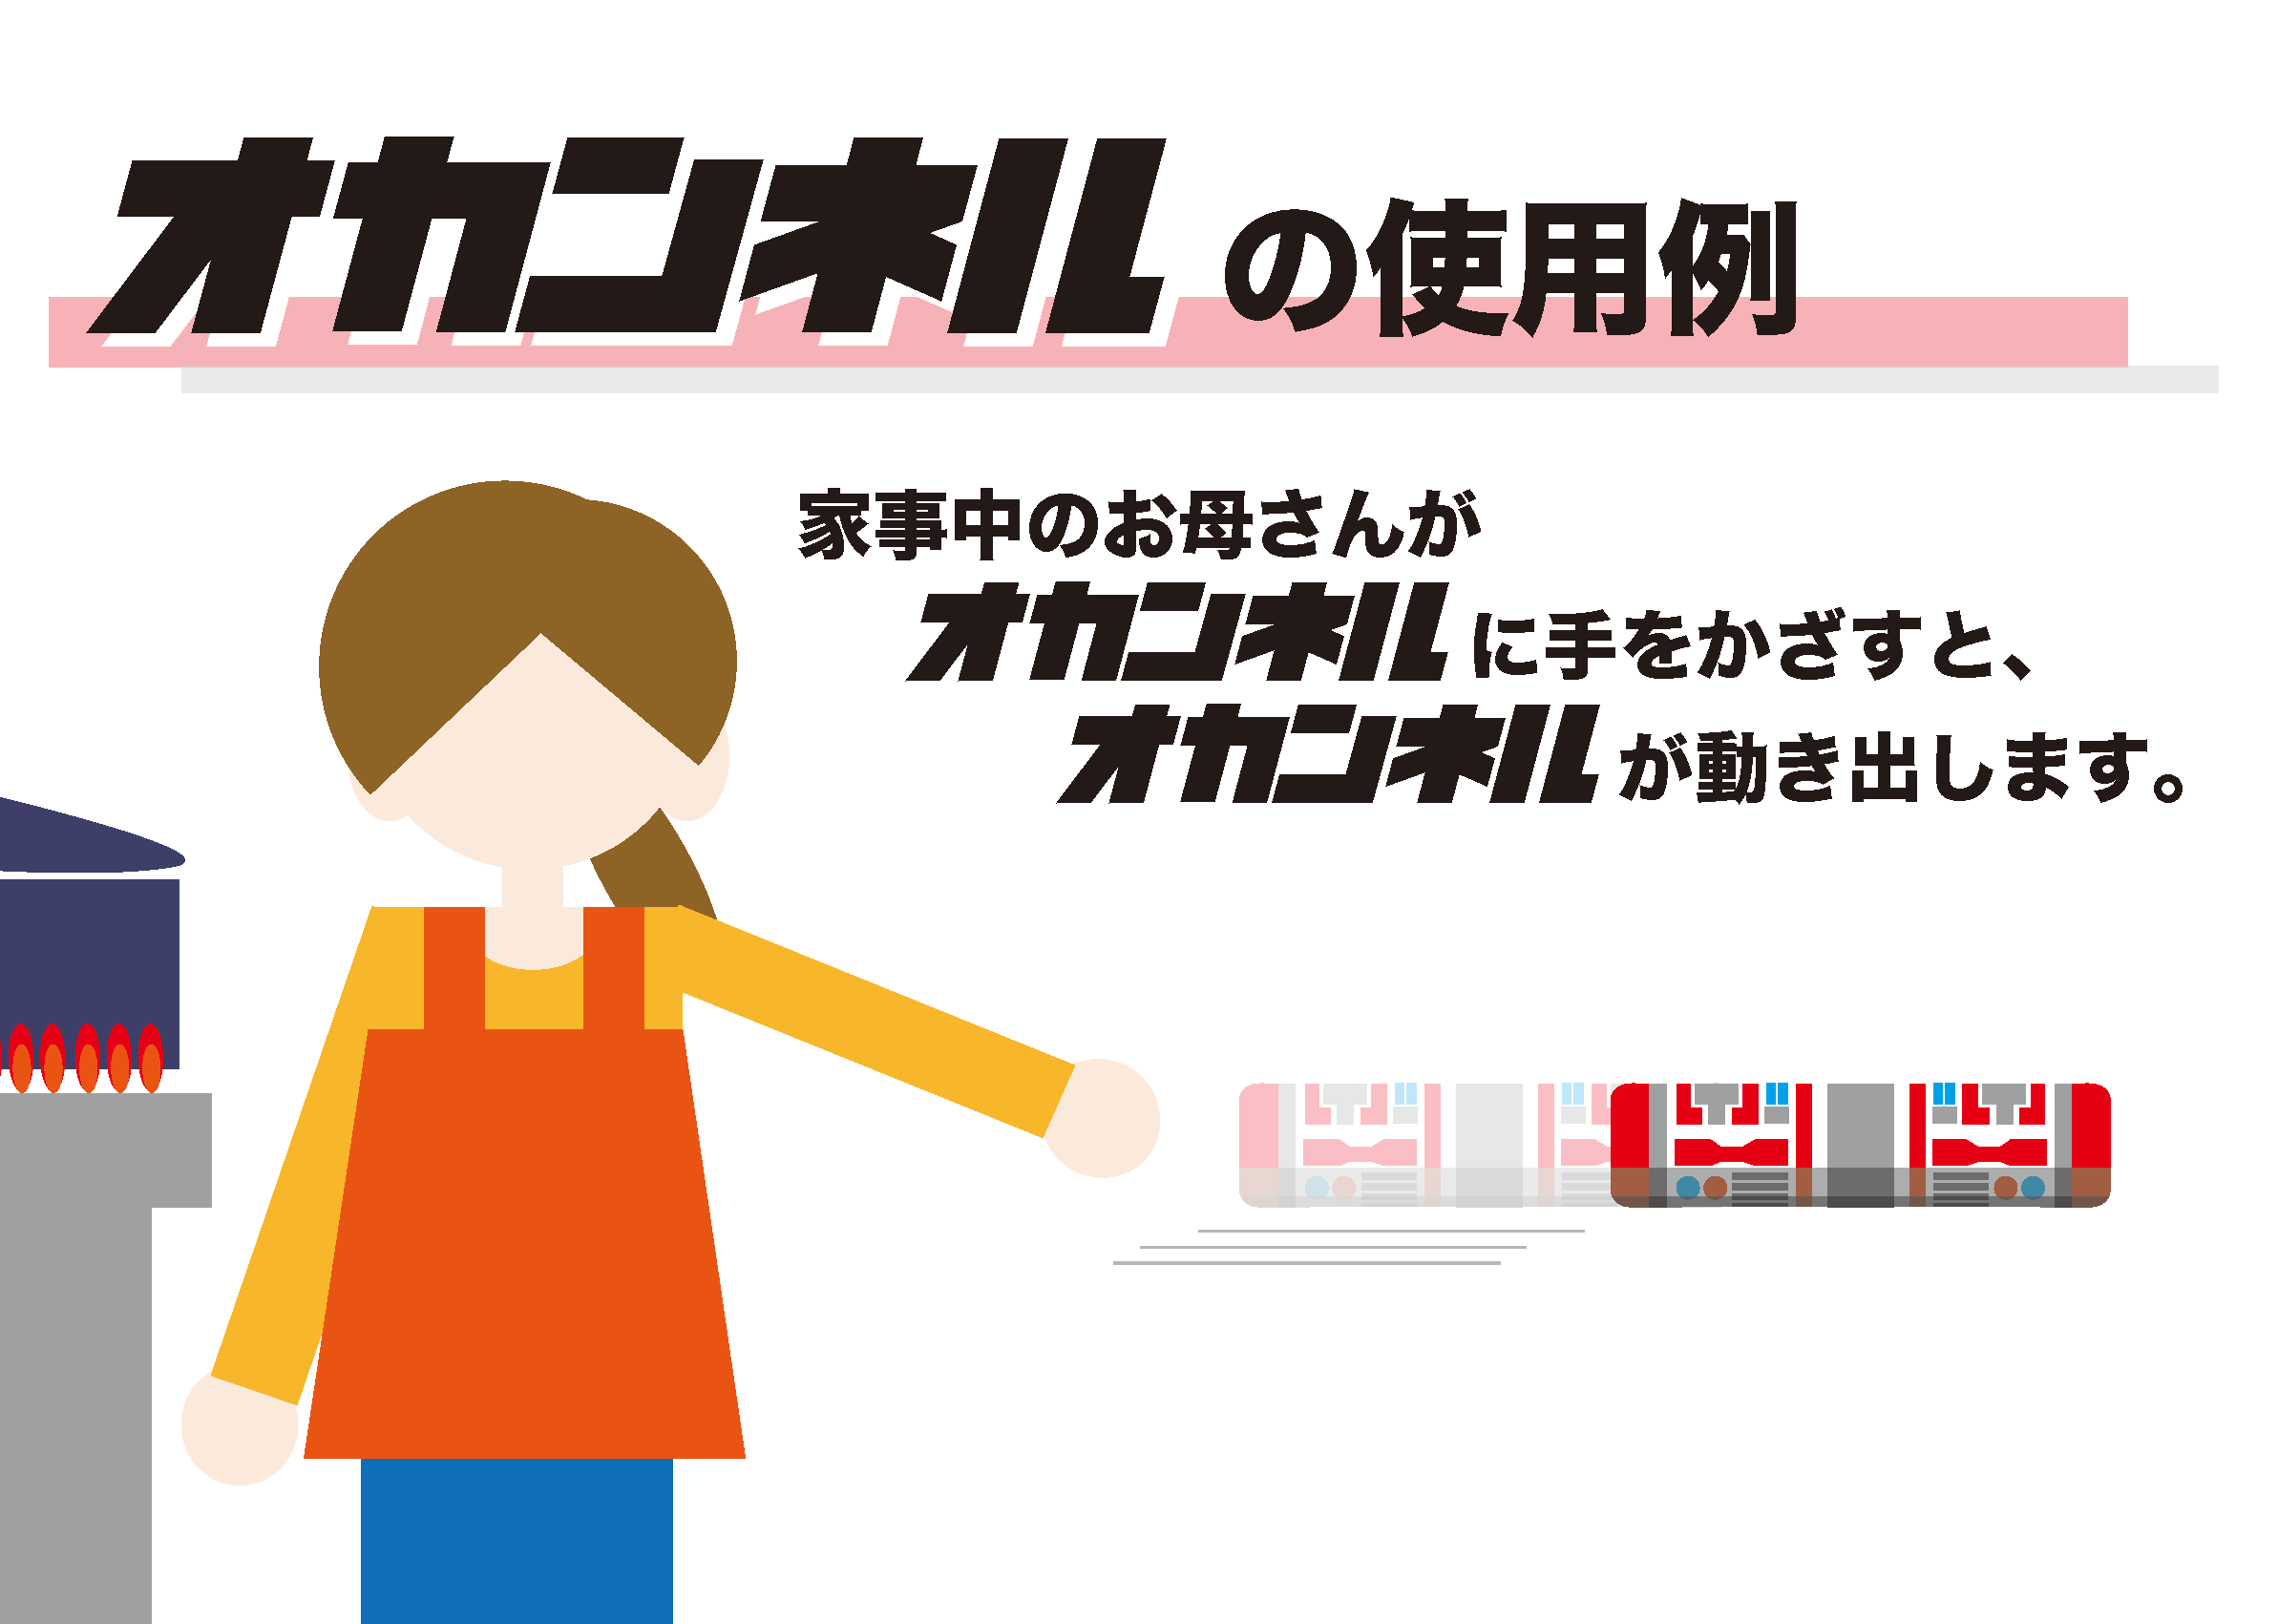 オカンネルの使用例
家事中のお母さんが
オカンネルに手をかざすと、
オカンネルが動き出します。